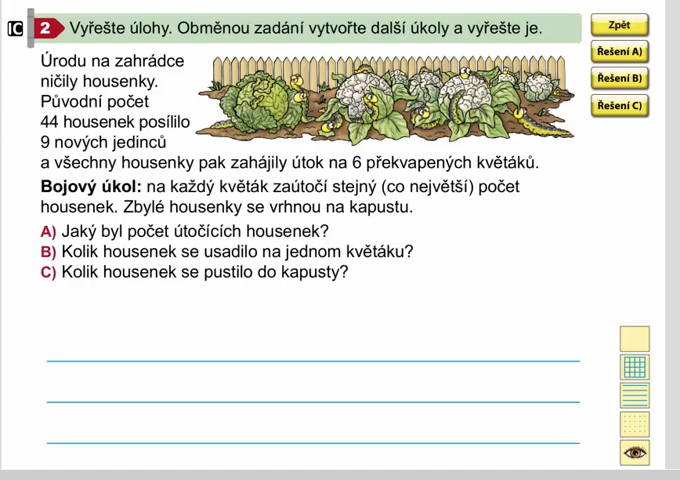 IC 2 Vyřešte úlohy. Obměnou zadání vytvořte další úkoly a vyřešte je.
Zpět
Řešení A)
Řešení B)
Řešení C)
Úrodu na zahrádce
ničily housenky.
Původní počet
44 housenek posílilo
9 nových jedinců
a všechny housenky pak zahájily útok na 6 překvapených květáků.
Bojový úkol: na každý květák zaútočí stejný (co největší) počet
housenek. Zbylé housenky se vrhnou na kapustu.
A) Jaký byl počet útočících housenek?
B) Kolik housenek se usadilo na jednom květáku?
C) Kolik housenek se pustilo do kapusty?